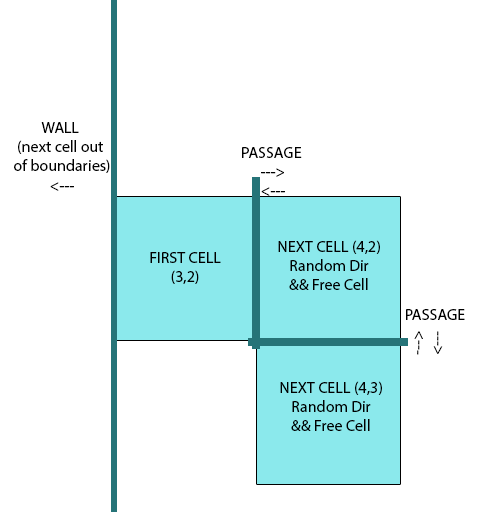 WALL
(next cell out
of boundaries)
<---
PASSAGE
--->
<---
FIRST CELL
(3,2)
NEXT CELL (4,2)
Random Dir
&& Free Cell
PASSAGE
<--- --->
NEXT CELL (4,3)
Random Dir
&& Free Cell